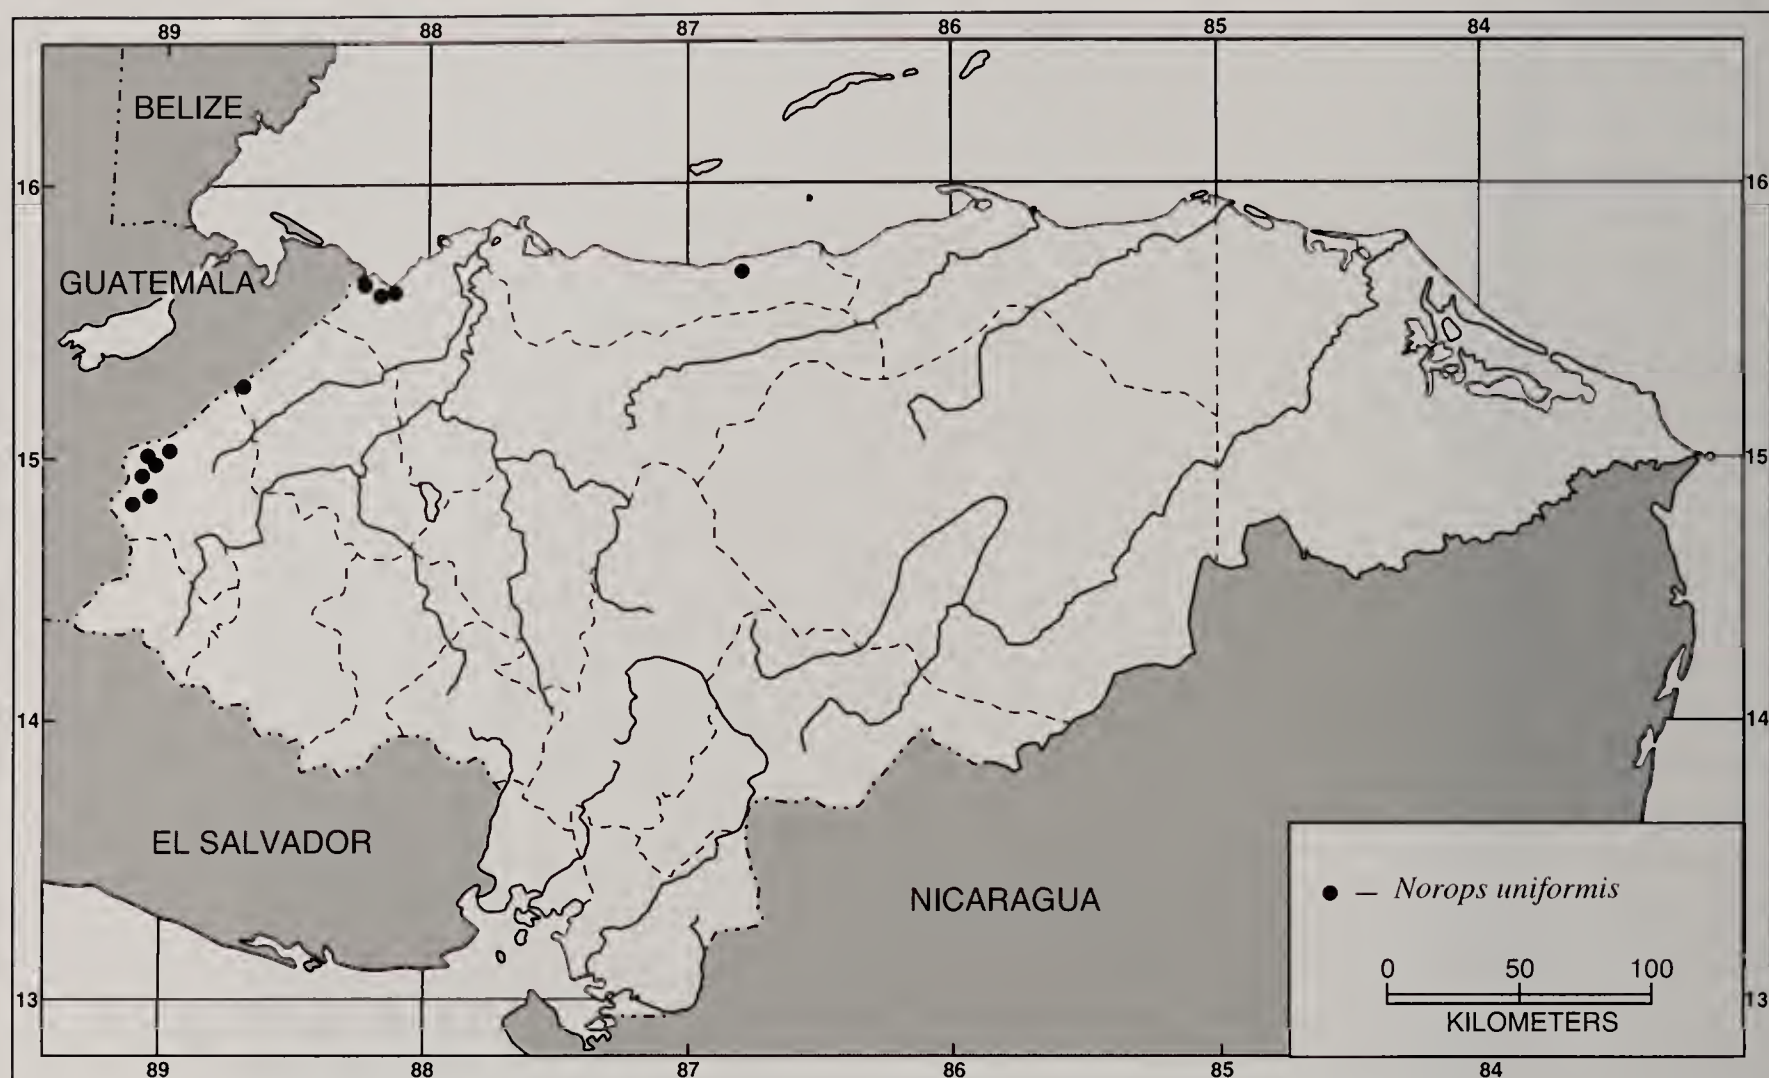 89 88 87 86 85 84
BELIZE
16 16
GUATEMALA
15 15
14 14
EL SALVADOR
NICARAGUA
● — Norops uniformis
0 50 100
KILOMETERS
13 13
89 88 87 86 85 84